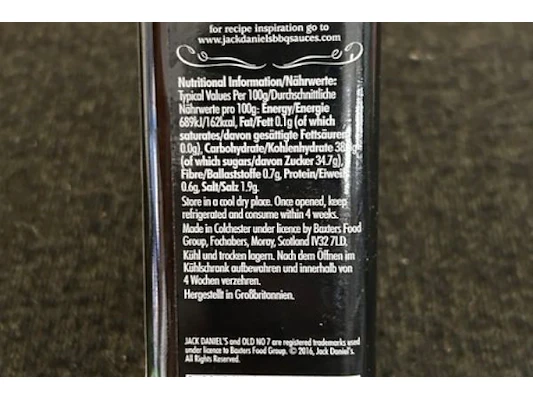 for recipe inspiration go to
www.jackdanielsbbqsauces.com
Nutritional Information/Nährwerte:
Typical Values Per 100g/Durchschnittliche
Nährwerte pro 100g: Energy/Energie
689kJ/162kcal, Fat/Fett 0.1g (of which
saturates/davon gesättigte Fettsäuren
0.0g), Carbohydrate/Kohlenhydrate
(of which sugars/davon Zucker 34.7g),
Fibre/Ballaststoffe 0.7g, Protein/Eiweiß
0.6g, Salt/Salz 1.9g.
Store in a cool dry place. Once opened, keep
refrigerated and consume within 4 weeks.
Made in Colchester under licence by Baxters Food
Group, Fochabers, Moray, Scotland IV32 7LD.
Kühl und trocken lagern. Nach dem Öffnen im
Kühlschrank aufbewahren und innerhalb von
4 Wochen verzehren.
Hergestellt in Großbritannien.
JACK DANIEL'S and OLD NO 7 are registered trademarks used
under licence to Baxters Food Group. © 2016, Jack Daniel's.
All Rights Reserved.